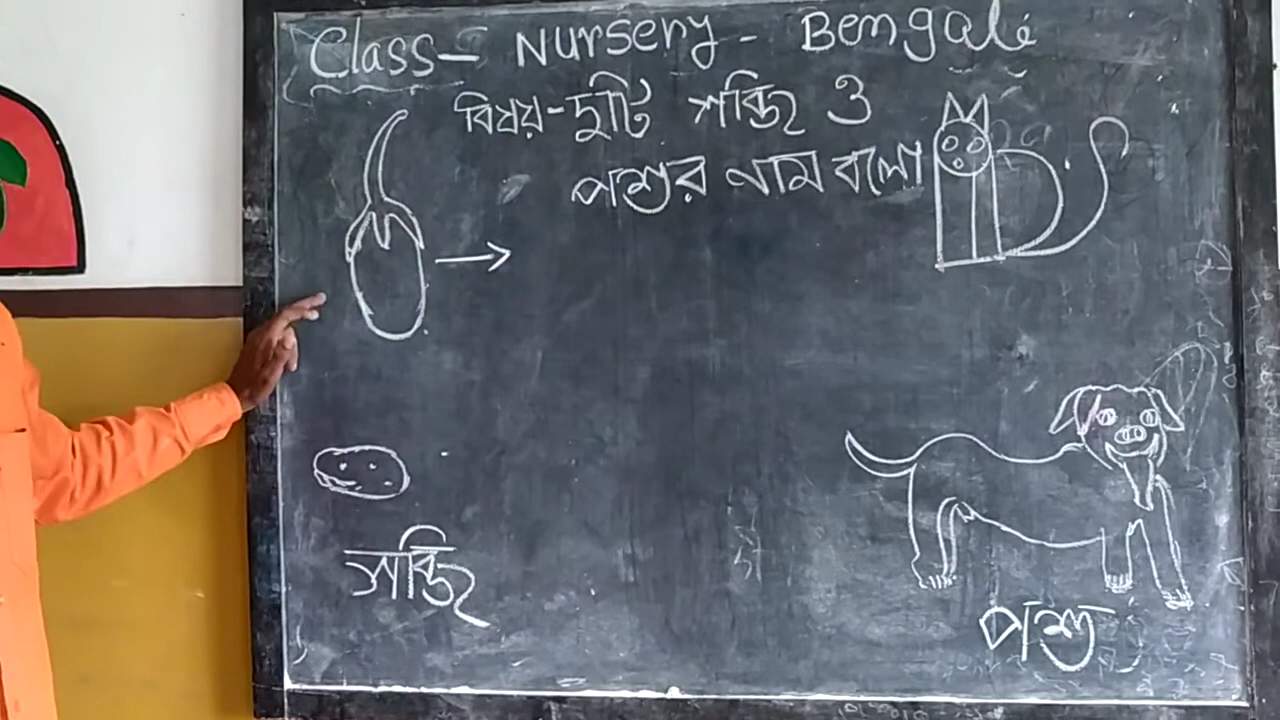 Class- Nursery - Bengali
বিষয়-দুটি সব্জি ও
পশুর নাম বলো
সব্জি
পশু